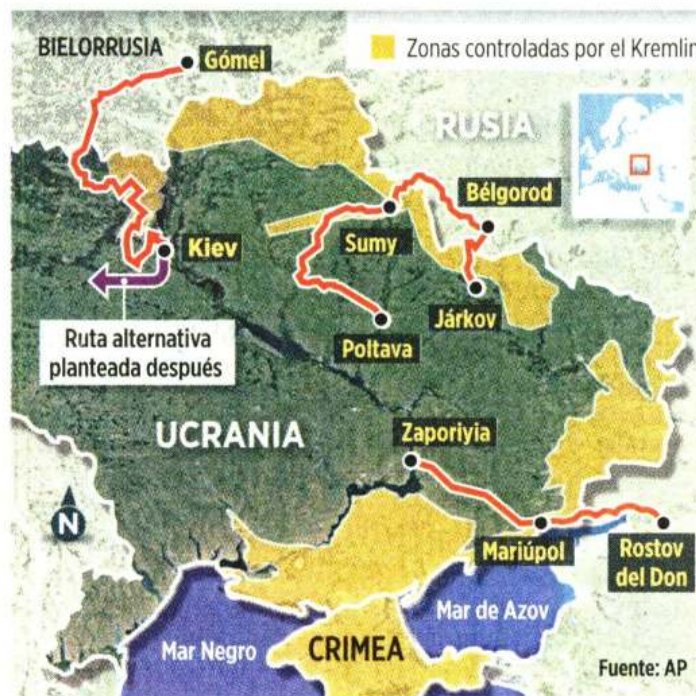 BIELORRUSIA
Gómel
Zonas controladas por el Kremlin
RUSIA
Bélgorod
Sumy
Kiev
Járkov
Poltava
Ruta alternativa
planteada después
UCRANIA
Zaporiyia
N
Mariúpol
Rostov
del Don
Mar de Azov
Mar Negro
CRIMEA
Fuente: AP